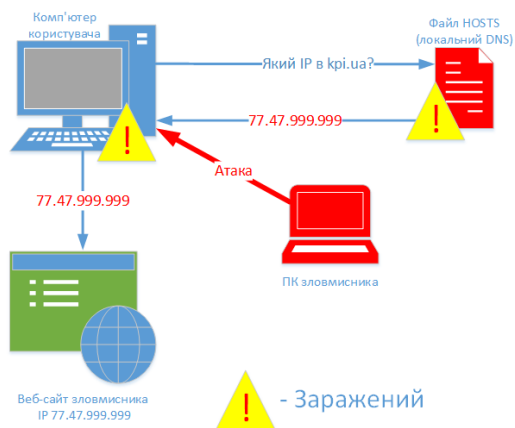 Комп'ютер
користувача
Файл HOSTS
(локальний DNS)
Який IP в kpi.ua?
!
!
77.47.999.999
Атака
77.47.999.999
ПК зловмисника
Веб-сайт зловмисника
IP 77.47.999.999
! - Заражений